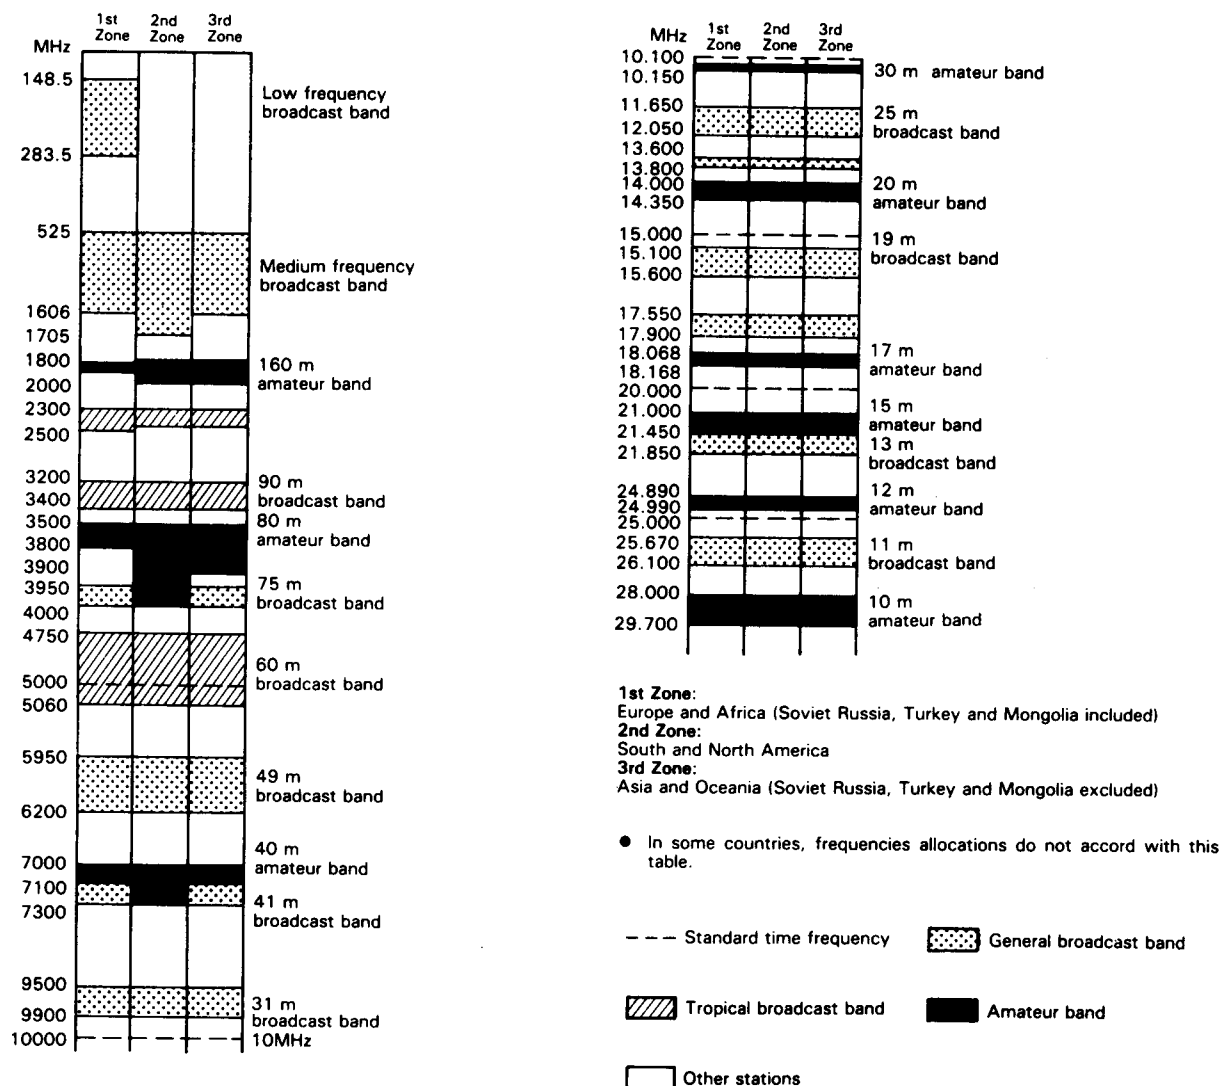 1st 2nd 3rd
Zone Zone Zone
MHz
148.5
Low frequency
broadcast band
283.5
525
Medium frequency
broadcast band
1606
1705
1800
160 m
amateur band
2000
2300
2500
3200
90 m
broadcast band
3400
3500
80 m
amateur band
3800
3900
3950
75 m
broadcast band
4000
4750
60 m
broadcast band
5000
5060
5950
49 m
broadcast band
6200
40 m
7000
amateur band
7100
41 m
7300
broadcast band
9500
31 m
9900
broadcast band
10000
10MHz
1st 2nd 3rd
Zone Zone Zone
MHz
10.100
30 m amateur band
10.150
11.650
25 m
12.050
broadcast band
13.600
13.800
14.000
20 m
14.350
amateur band
15.000
19 m
15.100
broadcast band
15.600
17.550
17.900
18.068
17 m
18.168
amateur band
20.000
21.000
15 m
amateur band
21.450
13 m
21.850
broadcast band
24.890
12 m
24.990
amateur band
25.000
25.670
11 m
26.100
broadcast band
28.000
10 m
29.700
amateur band
1st Zone:
Europe and Africa (Soviet Russia, Turkey and Mongolia included)
2nd Zone:
South and North America
3rd Zone:
Asia and Oceania (Soviet Russia, Turkey and Mongolia excluded)
● In some countries, frequencies allocations do not accord with this
table.
Standard time frequency
General broadcast band
Tropical broadcast band
Amateur band
Other stations